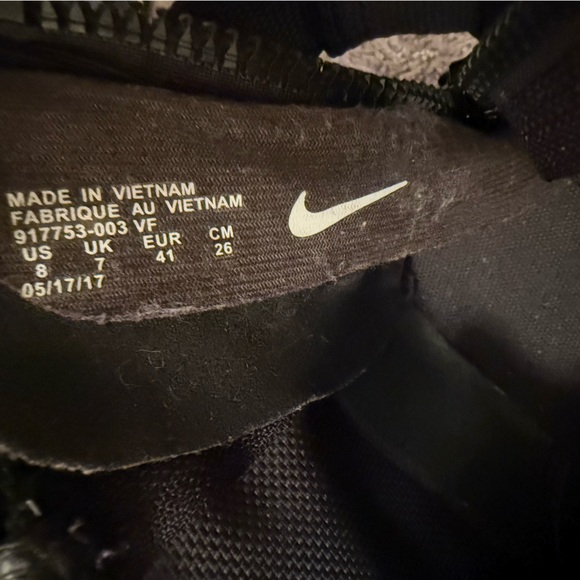 MADE IN VIETNAM
FABRIQUE AU VIETNAM
917753-003 VF
US UK EUR CM
8 7 41 26
05/17/17